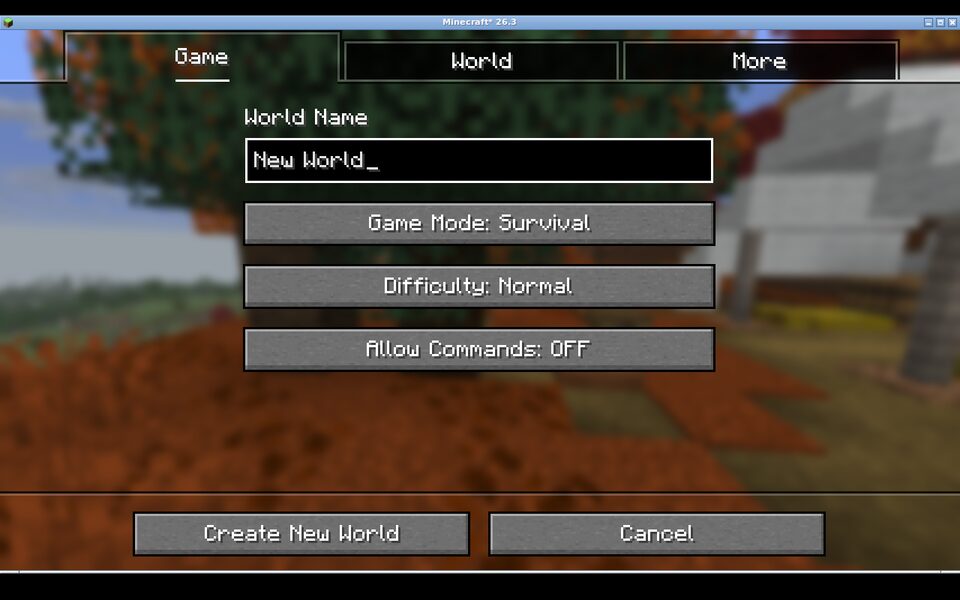 Minecraft* 26.3
Game
World
More
World Name
New World_
Game Mode: Survival
Difficulty: Normal
Allow Commands: OFF
Create New World
Cancel